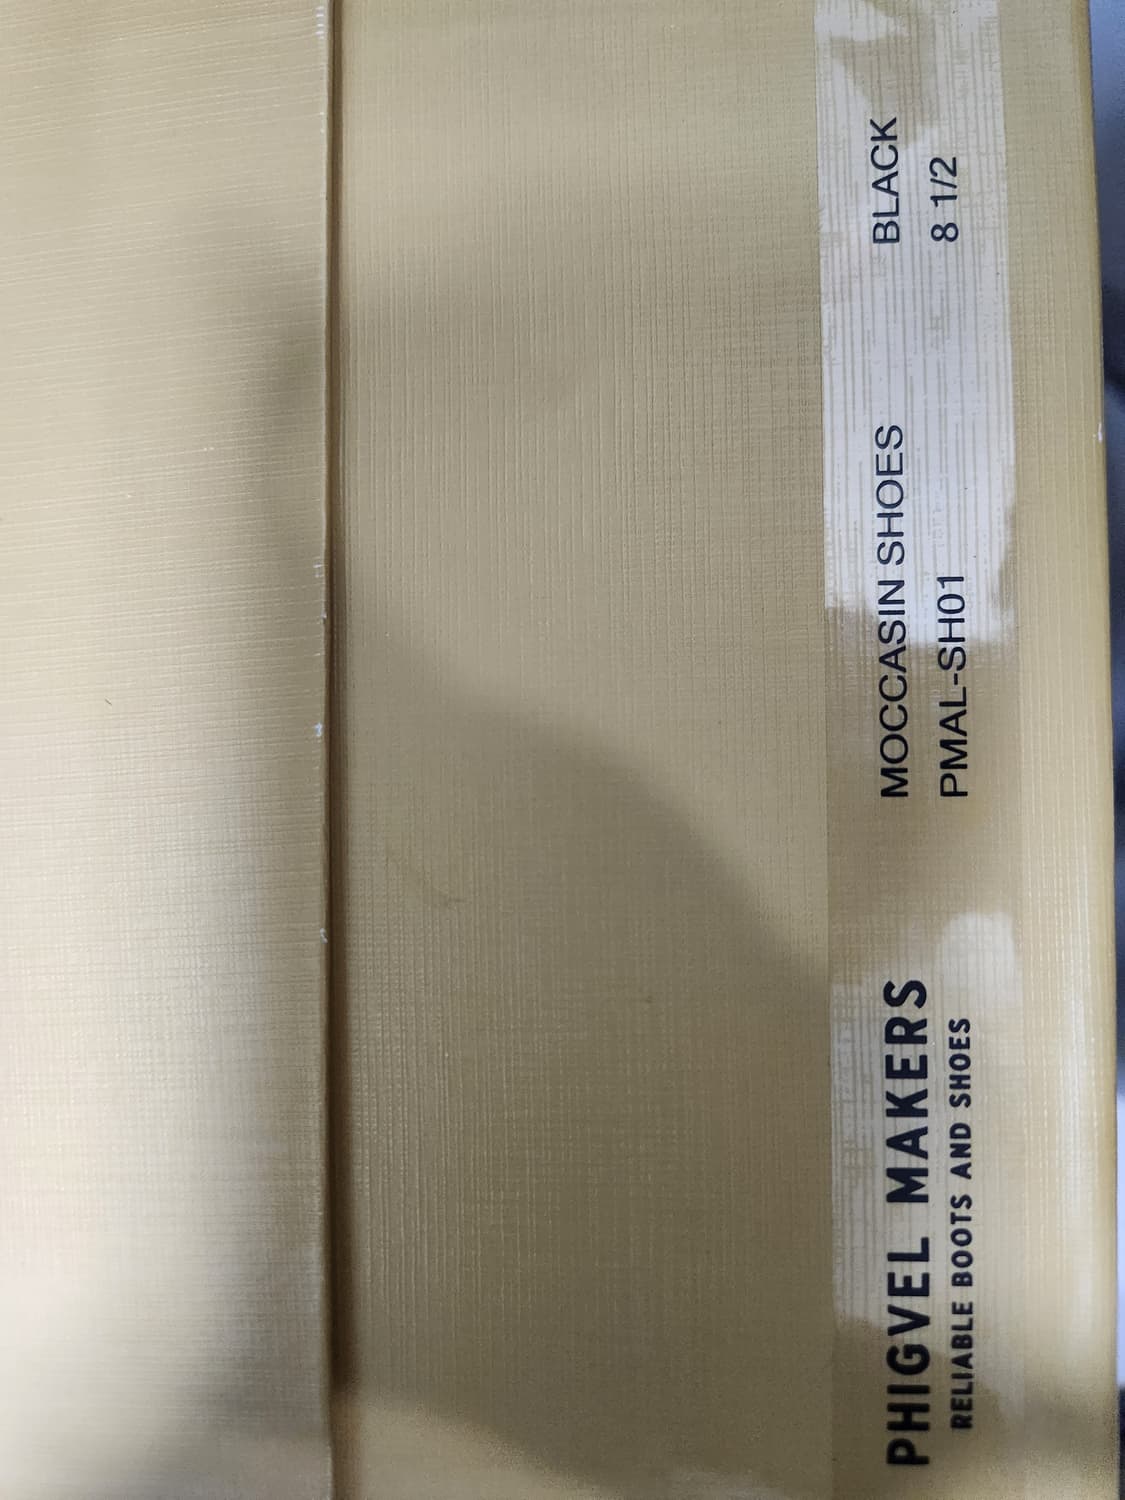 PHIGVEL MAKERS
RELIABLE BOOTS AND SHOES
MOCCASIN SHOES BLACK
PMAL-SH01 8 1/2